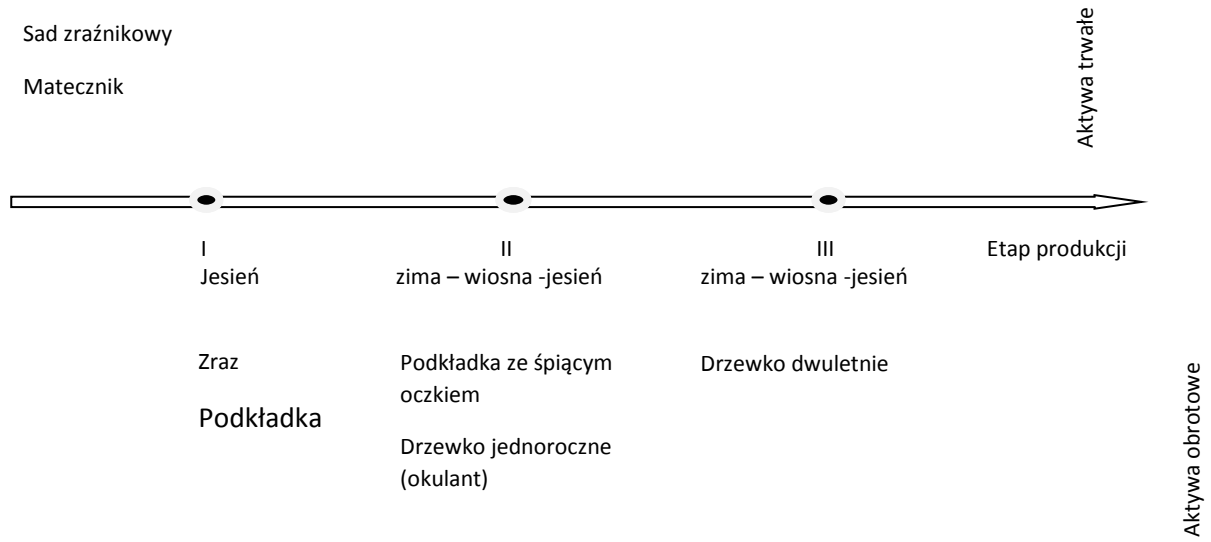 Sad zraźnikowy
Matecznik
Aktywa trwałe
I
Jesień
II
zima – wiosna -jesień
III
zima – wiosna -jesień
Etap produkcji
Zraz
Podkładka
Podkładka ze śpiącym
oczkiem
Drzewko jednoroczne
(okulant)
Drzewko dwuletnie
Aktywa obrotowe